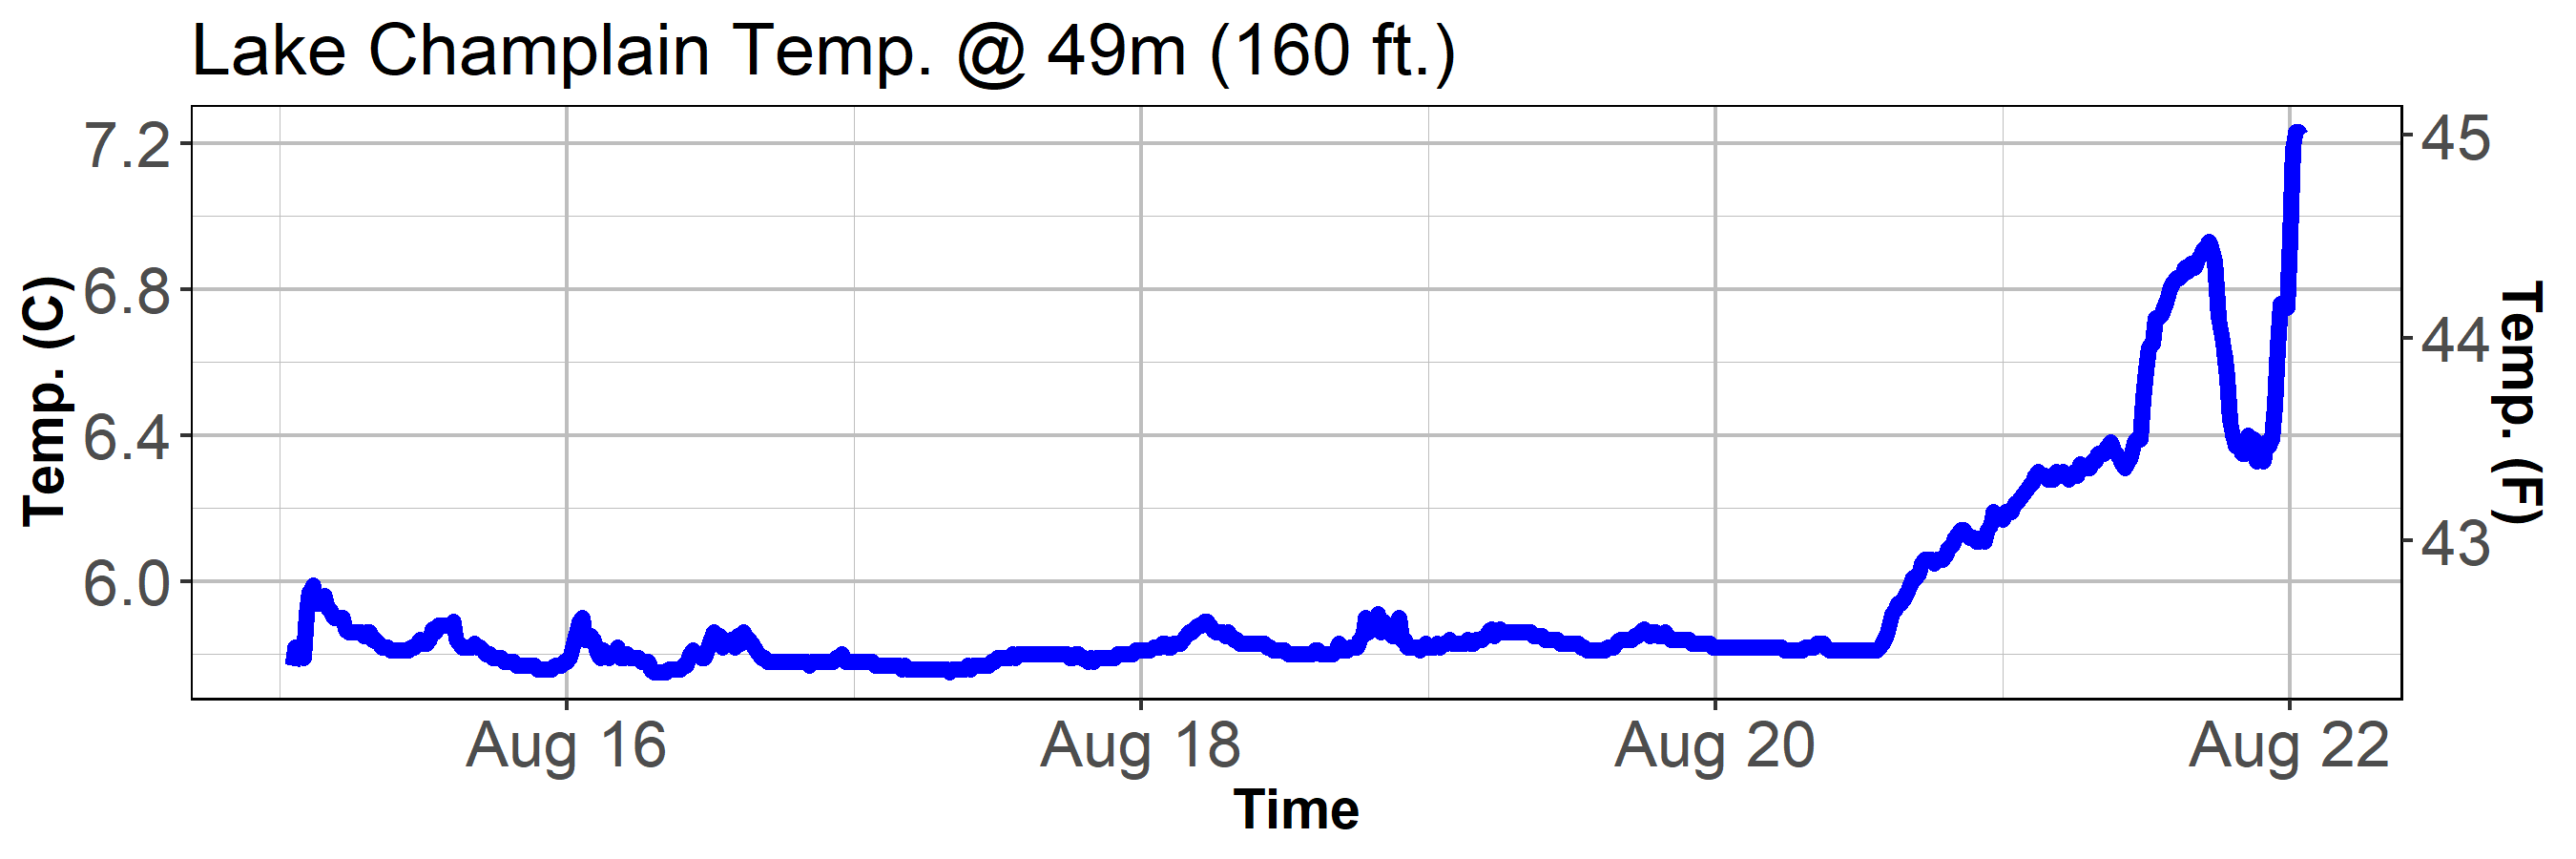 Lake Champlain Temp. @ 49m (160 ft.)
Temp. (C)
7.2
6.8
6.4
6.0
45
44
43
Temp. (F)
Aug 16 Aug 18 Aug 20 Aug 22
Time